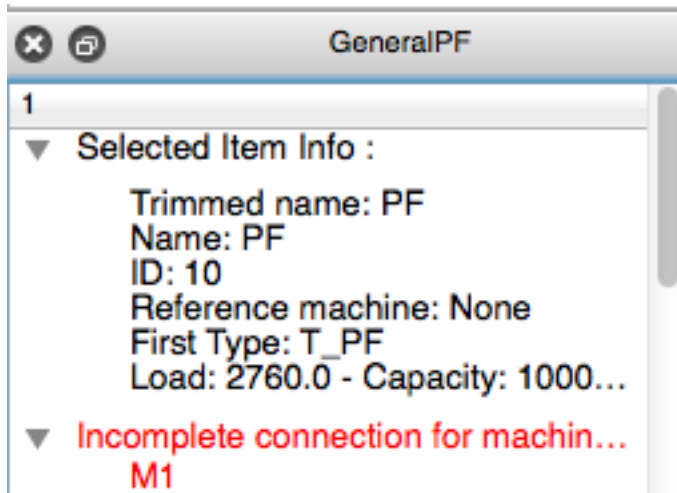 GeneralPF
1
Selected Item Info :
Trimmed name: PF
Name: PF
ID: 10
Reference machine: None
First Type: T_PF
Load: 2760.0 - Capacity: 1000...
Incomplete connection for machin...
M1